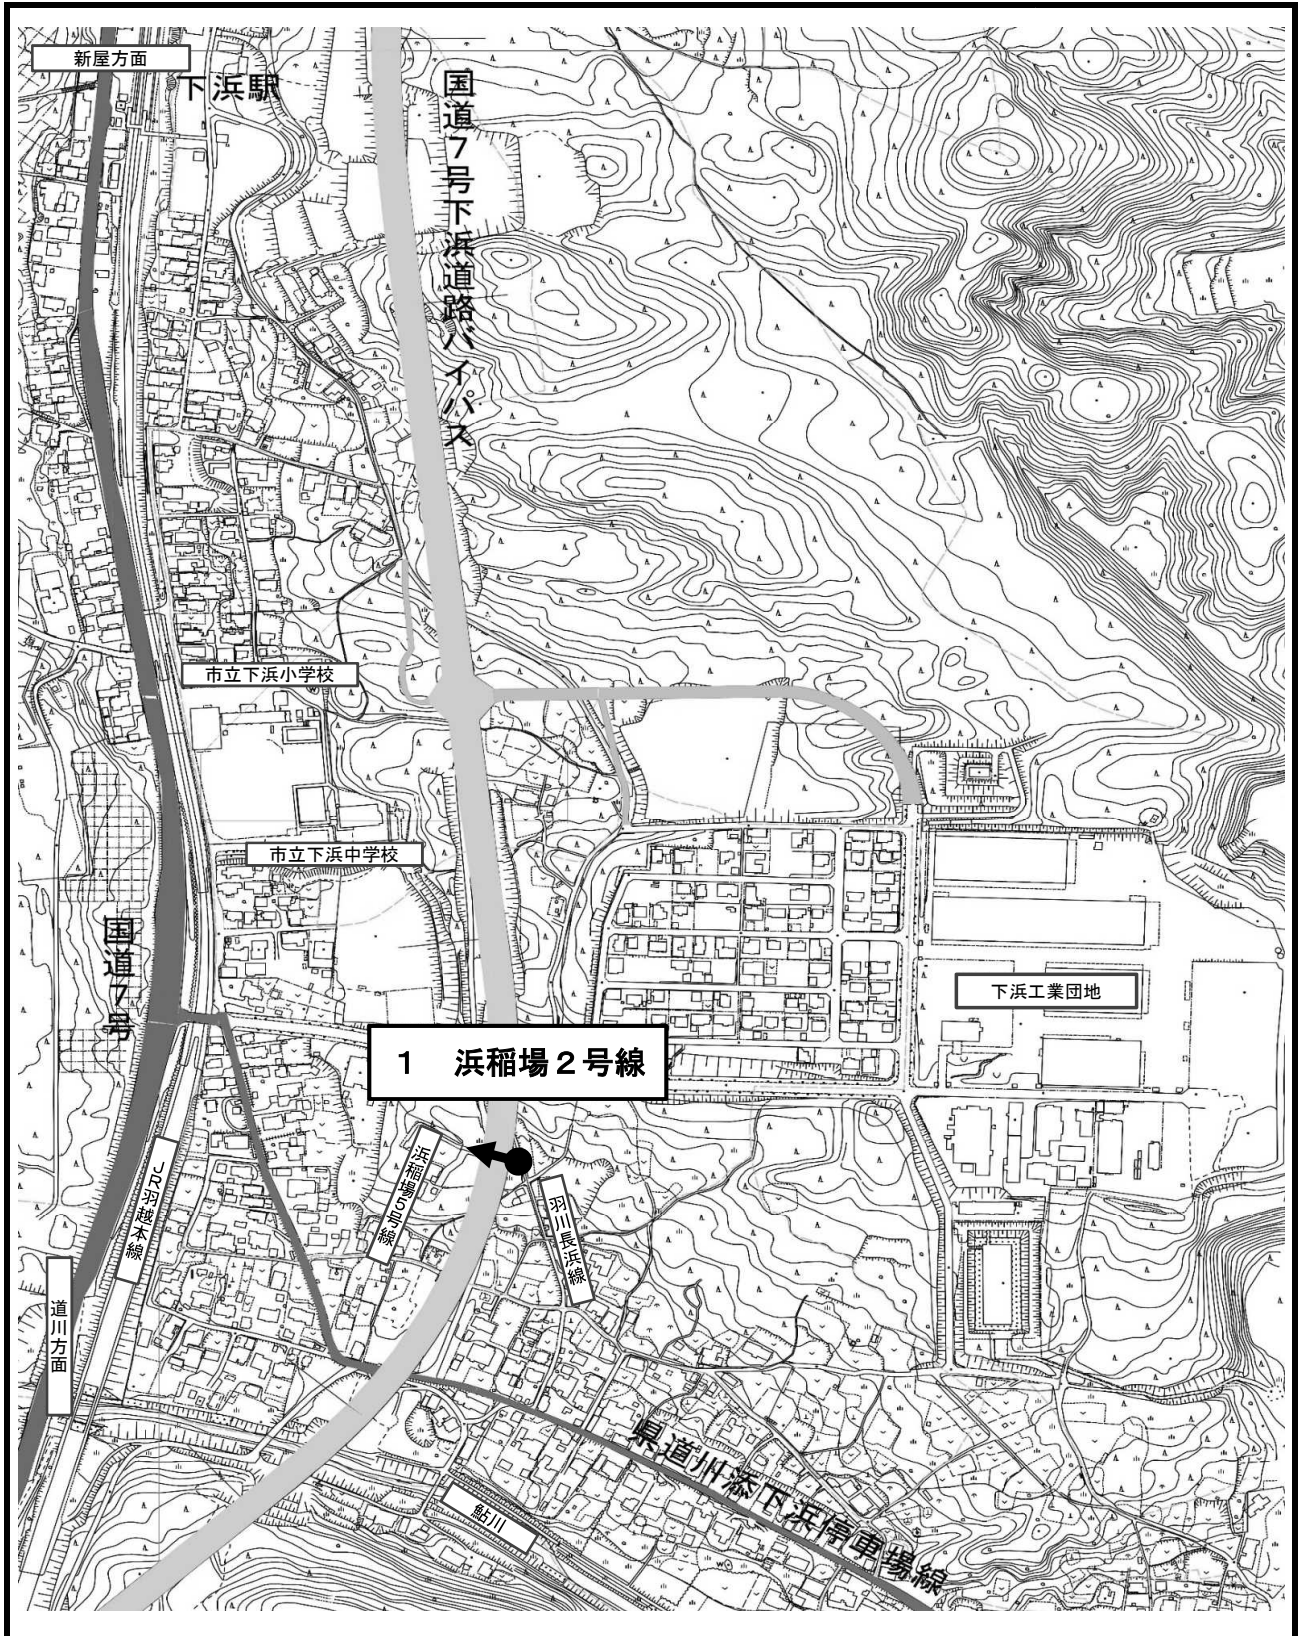 新屋方面
下浜駅
国道7号下浜道路バイパス
市立下浜小学校
市立下浜中学校
国道7号
下浜工業団地
1　浜稲場2号線
浜稲場5号線
JR羽越本線
羽川長浜線
道川方面
県道川添下浜停車場線
鮎川